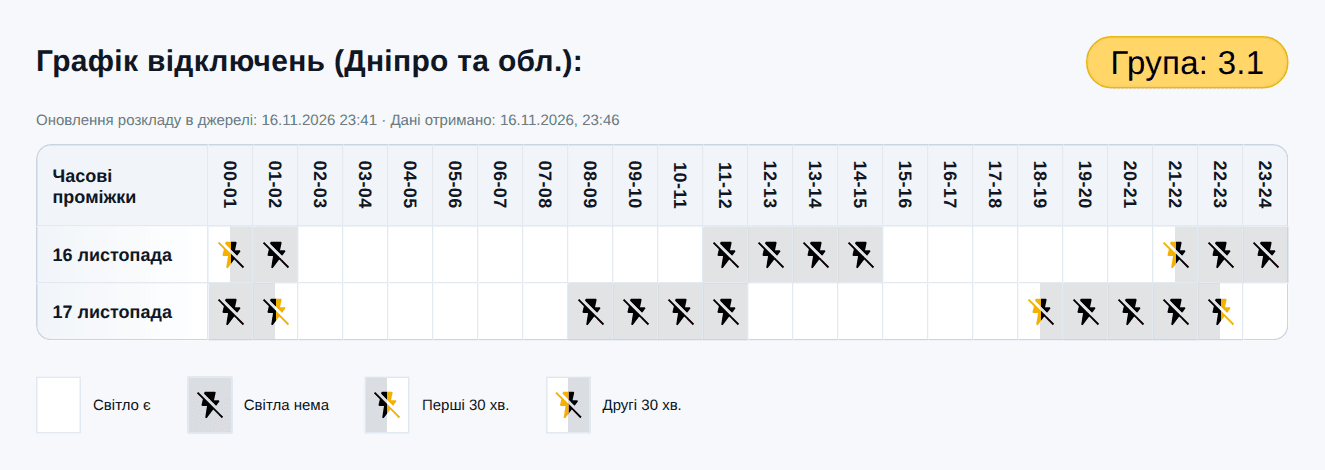 Графік відключень (Дніпро та обл.):
Група: 3.1
Оновлення розкладу в джерелі: 16.11.2026 23:41 · Дані отримано: 16.11.2026, 23:46
Часові
проміжки
00-01 01-02 02-03 03-04 04-05 05-06 06-07 07-08 08-09 09-10 10-11 11-12 12-13 13-14 14-15 15-16 16-17 17-18 18-19 19-20 20-21 21-22 22-23 23-24
16 листопада
17 листопада
Світло є Світла нема Перші 30 хв. Другі 30 хв.